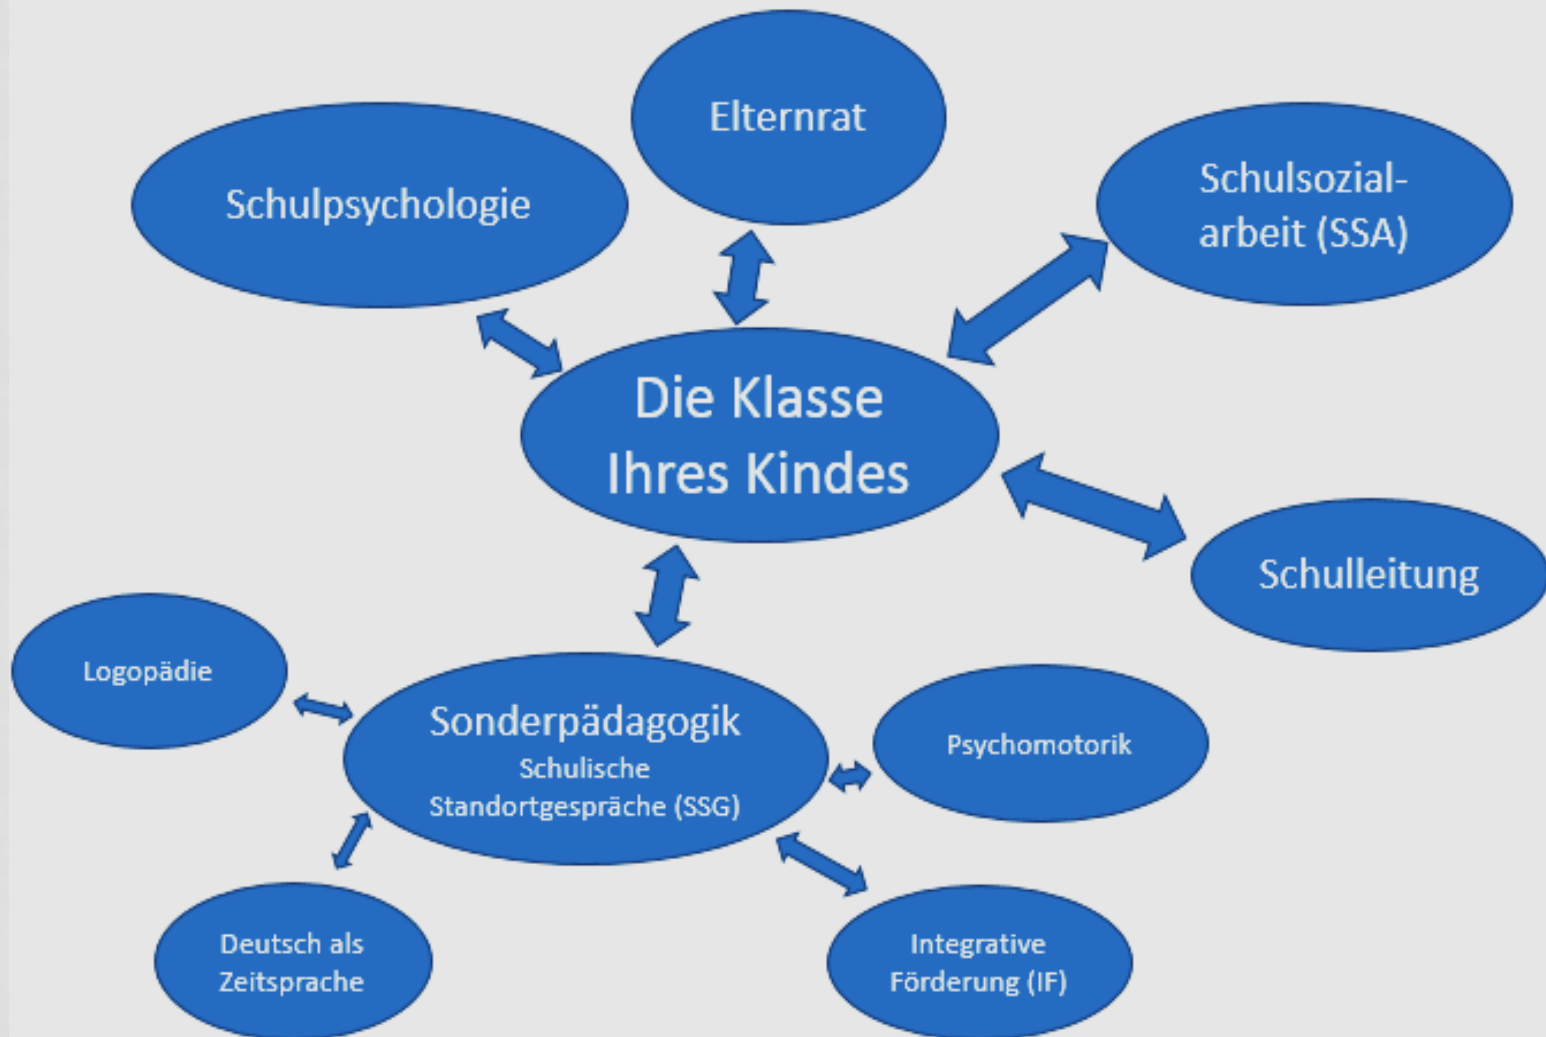 Elternrat
Schulpsychologie
Schulsozial-
arbeit (SSA)
Die Klasse
Ihres Kindes
Schulleitung
Logopädie
Sonderpädagogik
Schulische
Standortgespräche (SSG)
Psychomotorik
Deutsch als
Zeitsprache
Integrative
Förderung (IF)